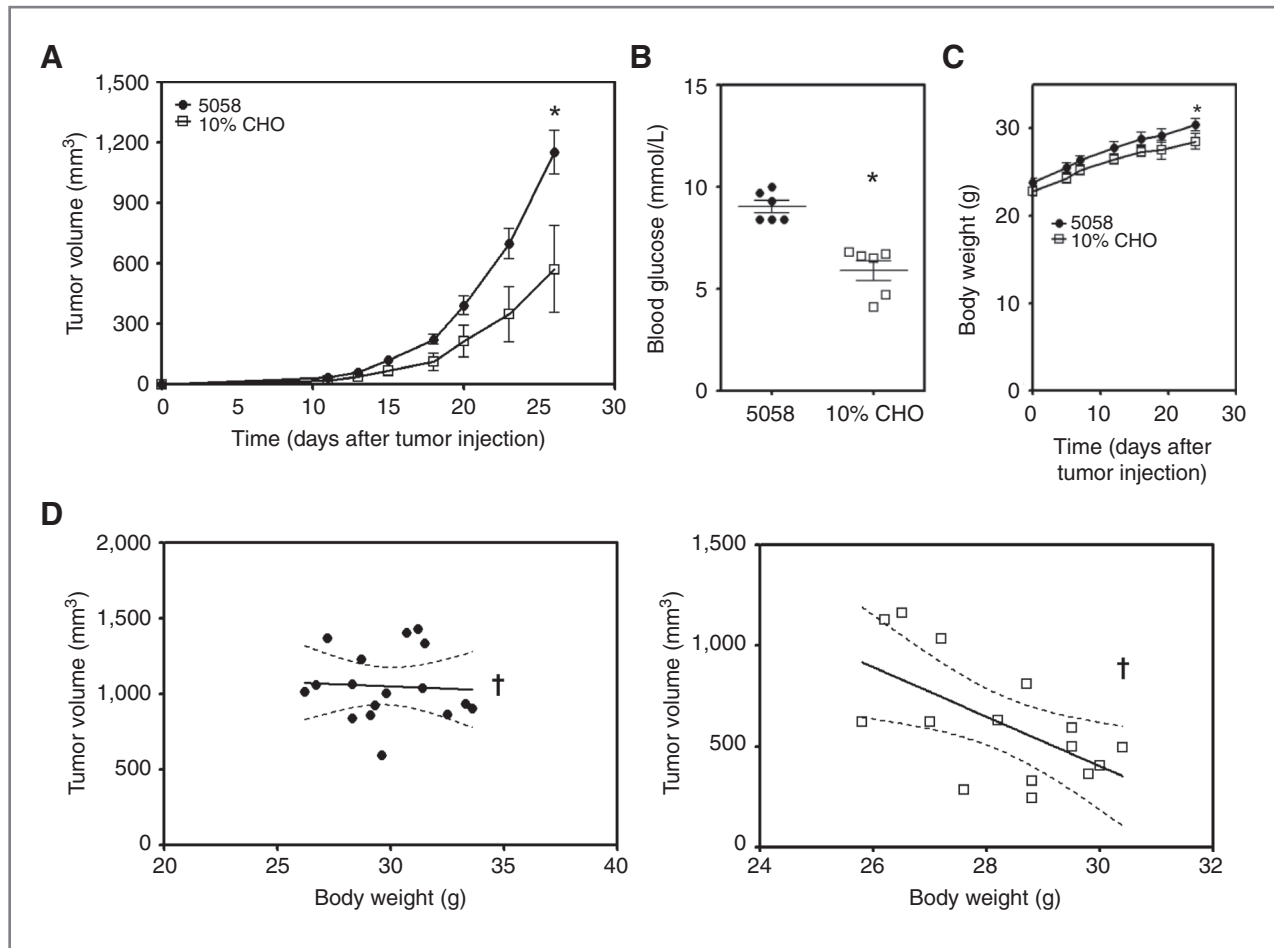 A
Tumor volume (mm³)
1,500
1,200
900
600
300
0
5058
10% CHO
*
0 5 10 15 20 25 30
Time (days after tumor injection)
B
Blood glucose (mmol/L)
15
10
5
0
*
5058 10% CHO
C
Body weight (g)
30
20
10
0
*
5058
10% CHO
0 10 20 30
Time (days after
tumor injection)
D
Tumor volume (mm³)
2,000
1,500
1,000
500
0
†
20 25 30 35 40
Body weight (g)
Tumor volume (mm³)
1,500
1,000
500
0
†
24 26 28 30 32
Body weight (g)